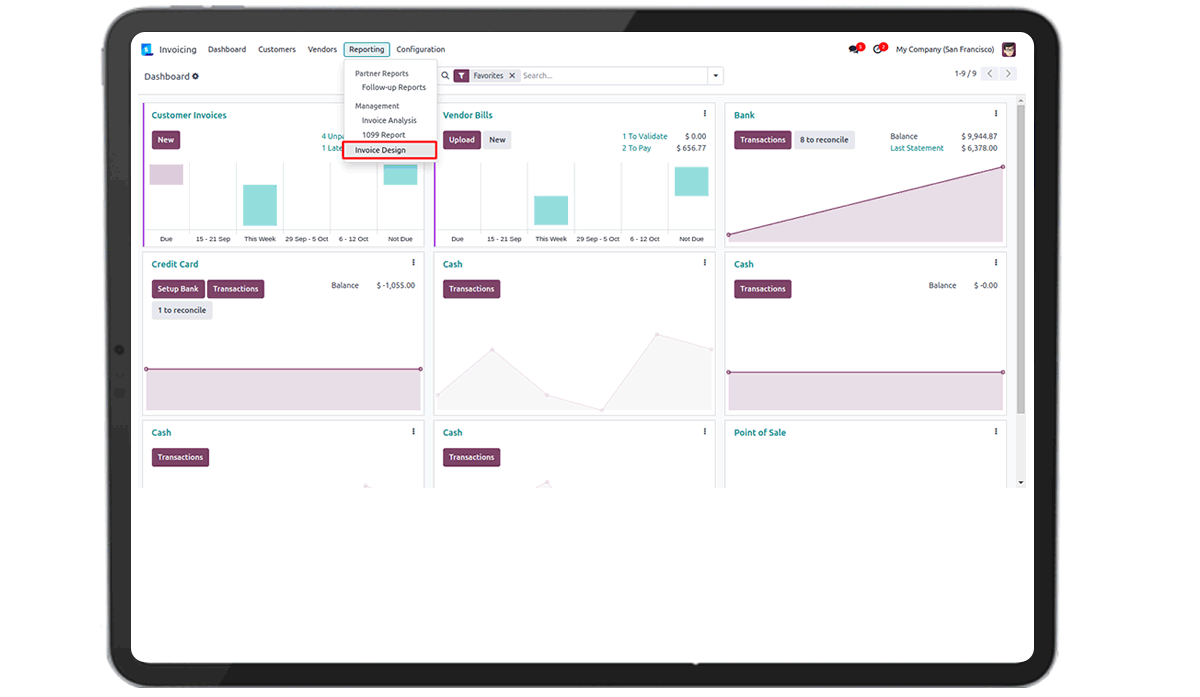 Invoicing Dashboard Customers Vendors Reporting Configuration 5 2 My Company (San Francisco)
Dashboard Favorites Search... 1-9 / 9
Partner Reports
Follow-up Reports
Management
Invoice Analysis
1099 Report
Invoice Design
Customer Invoices
New
4 Unpa
1 Late
Due 15 - 21 Sep This Week 29 Sep - 5 Oct 6 - 12 Oct Not Due
Vendor Bills
Upload New
1 To Validate $ 0.00
2 To Pay $ 656.77
Due 15 - 21 Sep This Week 29 Sep - 5 Oct 6 - 12 Oct Not Due
Bank
Transactions 8 to reconcile
Balance $ 9,944.87
Last Statement $ 6,378.00
Credit Card
Setup Bank Transactions
1 to reconcile
Balance $ -1,055.00
Cash
Transactions
Cash
Transactions
Balance $ -0.00
Cash
Transactions
Cash
Transactions
Point of Sale